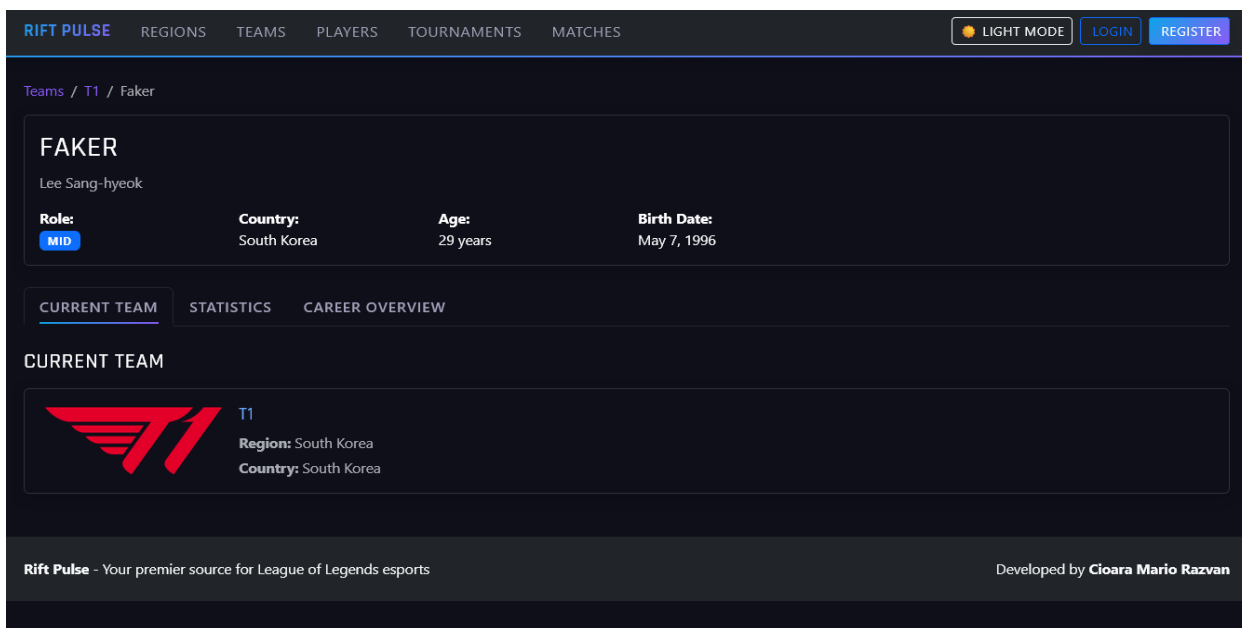 RIFT PULSE REGIONS TEAMS PLAYERS TOURNAMENTS MATCHES LIGHT MODE LOGIN REGISTER
Teams / T1 / Faker
FAKER
Lee Sang-hyeok
Role: Country: Age: Birth Date:
MID South Korea 29 years May 7, 1996
CURRENT TEAM STATISTICS CAREER OVERVIEW
CURRENT TEAM
T1
T1
Region: South Korea
Country: South Korea
Rift Pulse - Your premier source for League of Legends esports Developed by Cioara Mario Razvan